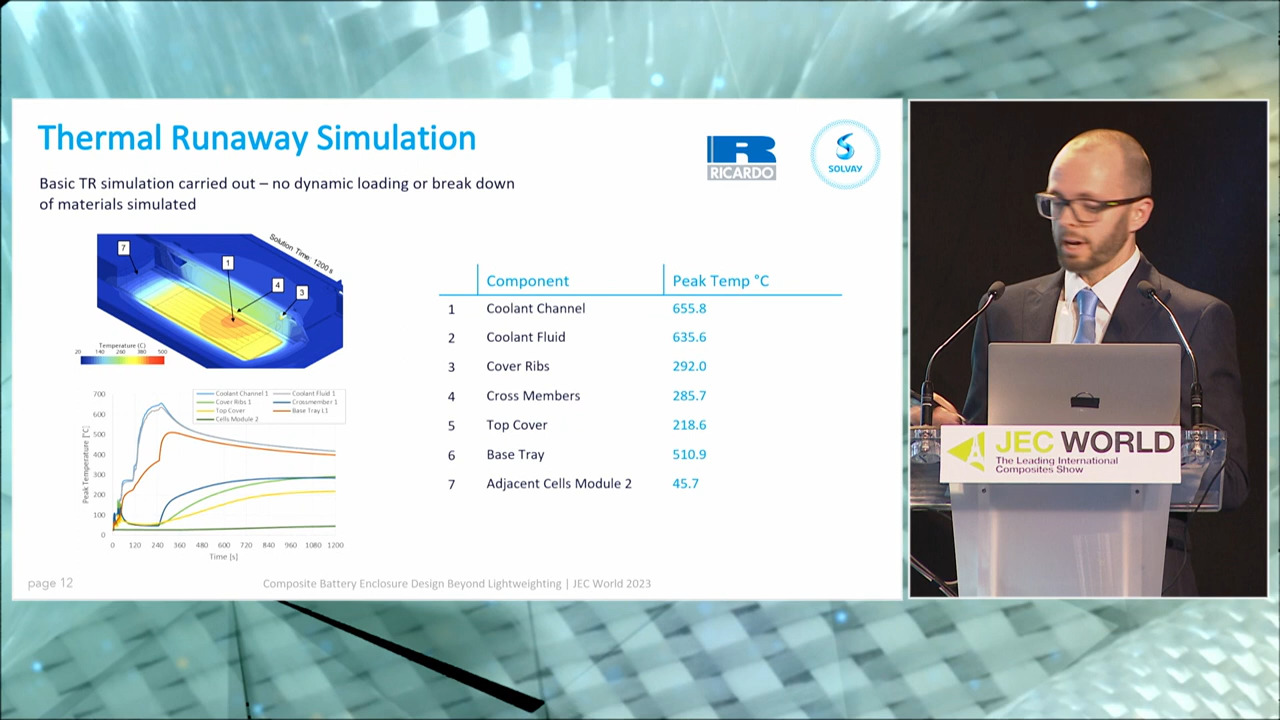 Thermal Runaway Simulation
RICARDO
SOLVAY
Basic TR simulation carried out – no dynamic loading or break down
of materials simulated
Solution Time: 1200 s
7
1
4
3
Temperature (C)
20 140 260 380 500
Component Peak Temp °C
1 Coolant Channel 655.8
2 Coolant Fluid 635.6
3 Cover Ribs 292.0
4 Cross Members 285.7
5 Top Cover 218.6
6 Base Tray 510.9
7 Adjacent Cells Module 2 45.7
Coolant Channel 1 Coolant Fluid 1
Cover Ribs 1 Crossmember 1
Top Cover Base Tray L1
Cells Module 2
Peak Temperature [°C]
700
600
500
400
300
200
100
0
0 120 240 360 480 600 720 840 960 1080 1200
Time [s]
page 12
Composite Battery Enclosure Design Beyond Lightweighting | JEC World 2023
JEC WORLD
The Leading International
Composites Show